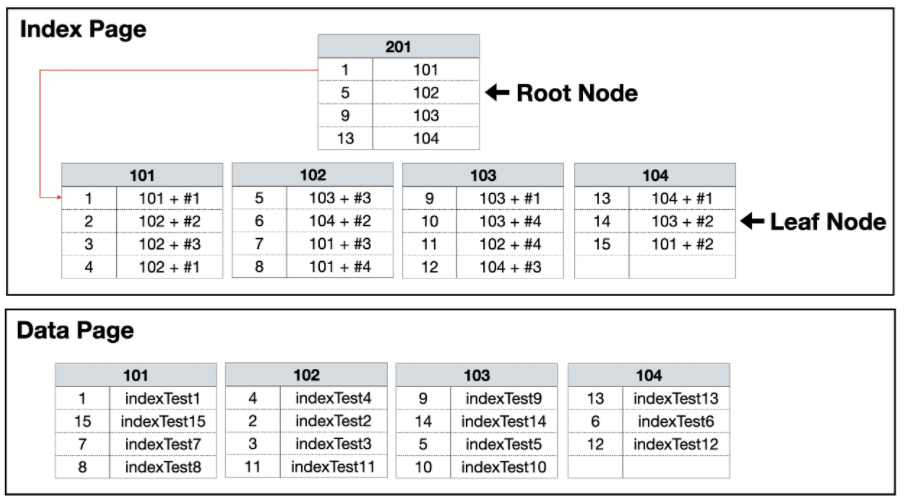 Index Page
201
1 101
5 102
9 103
13 104
Root Node
101 102 103 104
1 101 + #1 5 103 + #3 9 103 + #1 13 104 + #1
2 102 + #2 6 104 + #2 10 103 + #4 14 103 + #2
3 102 + #3 7 101 + #3 11 102 + #4 15 101 + #2
4 102 + #1 8 101 + #4 12 104 + #3
Leaf Node
Data Page
101 102 103 104
1 indexTest1 4 indexTest4 9 indexTest9 13 indexTest13
15 indexTest15 2 indexTest2 14 indexTest14 6 indexTest6
7 indexTest7 3 indexTest3 5 indexTest5 12 indexTest12
8 indexTest8 11 indexTest11 10 indexTest10